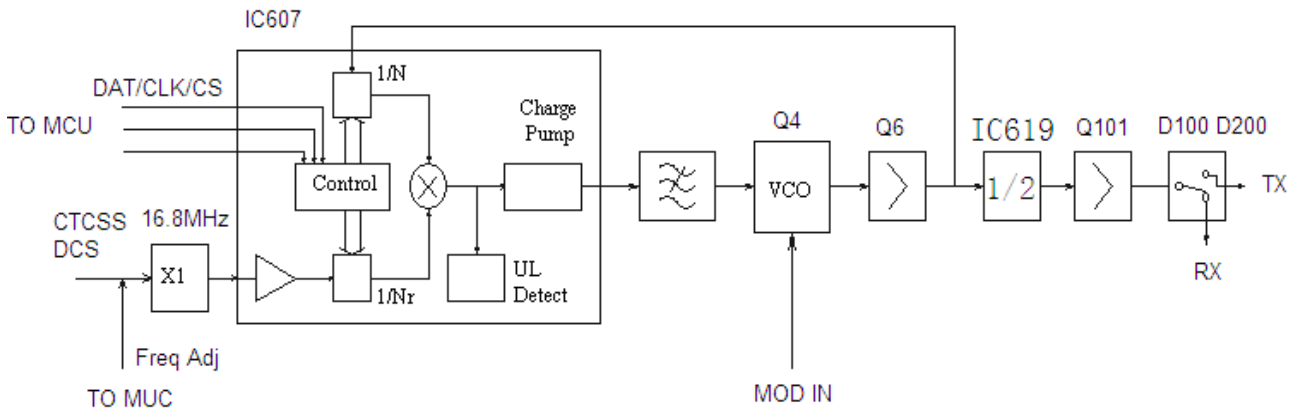 IC607
DAT/CLK/CS
TO MCU
1/N
Charge
Pump
Control
Q4
VCO
Q6
IC619
1/2
Q101
D100 D200
TX
RX
CTCSS
DCS
16.8MHz
X1
1/Nr
UL
Detect
Freq Adj
TO MUC
MOD IN